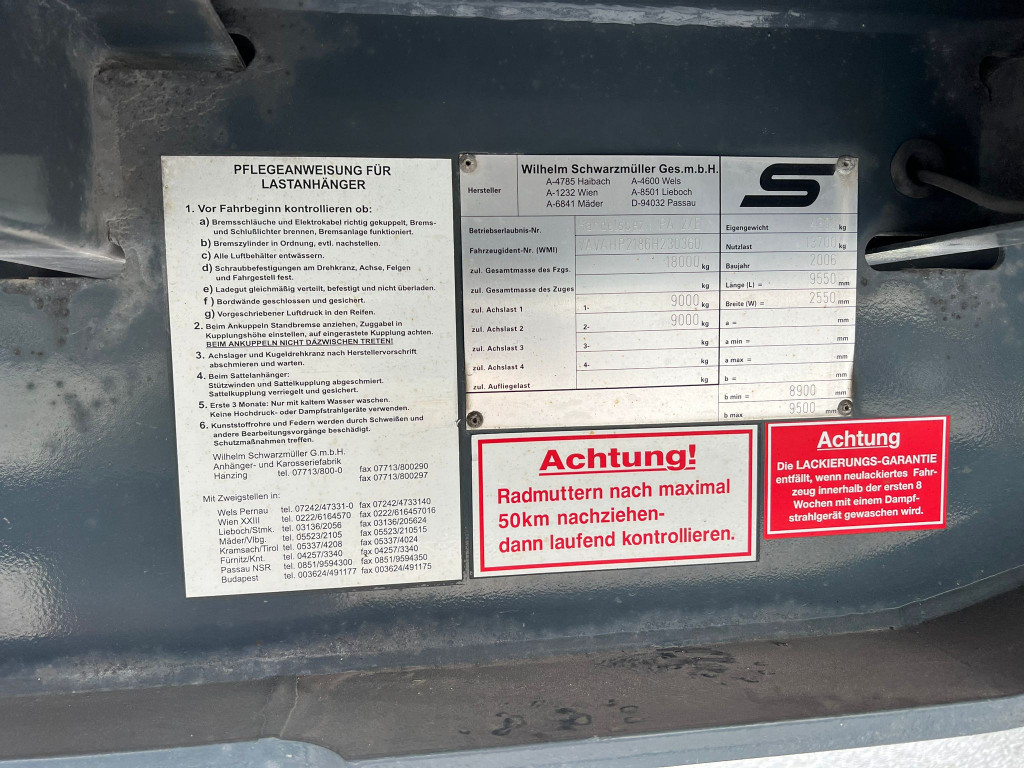 PFLEGEANWEISUNG FÜR
LASTANHÄNGER
1. Vor Fahrbeginn kontrollieren ob:
a) Bremsschläuche und Elektrokabel richtig gekuppelt, Brems-
und Schlußlichter brennen, Bremsanlage funktioniert.
b) Bremszylinder in Ordnung, evtl. nachstellen.
c) Alle Luftbehälter entwässern.
d) Schraubbefestigungen am Drehkranz, Achse, Felgen
und Fahrgestell fest.
e) Ladegut gleichmäßig verteilt, befestigt und nicht überladen.
f) Bordwände geschlossen und gesichert.
g) Vorgeschriebener Luftdruck in den Reifen.
2. Beim Ankuppeln Standbremse anziehen, Zuggabel in
Kupplungshöhe einstellen, auf eingerastete Kupplung achten.
BEIM ANKUPPELN NICHT DAZWISCHEN TRETEN!
3. Achslager und Kugeldrehkranz nach Herstellervorschrift
abschmieren und warten.
4. Beim Sattelanhänger:
Stützwinden und Sattelkupplung abgeschmiert.
Sattelkupplung verriegelt und gesichert.
5. Erste 3 Monate: Nur mit kaltem Wasser waschen.
Keine Hochdruck- oder Dampfstrahlgeräte verwenden.
6. Kunststoffrohre und Federn werden durch Schweißen und
andere Bearbeitungsvorgänge beschädigt.
Schutzmaßnahmen treffen.
Wilhelm Schwarzmüller G.m.b.H.
Anhänger- und Karosseriefabrik
Hanzing tel. 07713/800-0 fax 07713/800290
fax 07713/800297
Mit Zweigstellen in:
Wels Pernau tel. 07242/47331-0 fax 07242/4733140
Wien XXIII tel. 0222/6164570 fax 0222/616457016
Lieboch/Stmk. tel. 03136/2056 fax 03136/205624
Mäder/Vlbg. tel. 05523/2105 fax 05523/210515
Kramsach/Tirol tel. 05337/4208 fax 05337/4024
Fürnitz/Knt. tel. 04257/3340 fax 04257/3340
Passau NSR tel. 0851/9594300 fax 0851/9594350
Budapest tel. 003624/491177 fax 003624/491175
Hersteller
Wilhelm Schwarzmüller Ges.m.b.H.
A-4785 Haibach A-4600 Wels
A-1232 Wien A-8501 Lieboch
A-6841 Mäder D-94032 Passau
S
Betriebserlaubnis-Nr.
Fahrzeugident-Nr. (WMI)
zul. Gesamtmasse des Fzgs. 18000 kg
zul. Gesamtmasse des Zuges kg
zul. Achslast 1 1- 9000 kg
zul. Achslast 2 2- 9000 kg
zul. Achslast 3 3- kg
zul. Achslast 4 4- kg
zul. Aufliegelast kg
Eigengewicht kg
Nutzlast 13700 kg
Baujahr 2006
Länge (L) = 9550 mm
Breite (W) = 2550 mm
a = mm
a min = mm
a max = mm
b = mm
b min = 8900 mm
b max 9500 mm
Achtung!
Radmuttern nach maximal
50km nachziehen-
dann laufend kontrollieren.
Achtung
Die LACKIERUNGS-GARANTIE
entfällt, wenn neulackiertes Fahr-
zeug innerhalb der ersten 8
Wochen mit einem Dampf-
strahlgerät gewaschen wird.